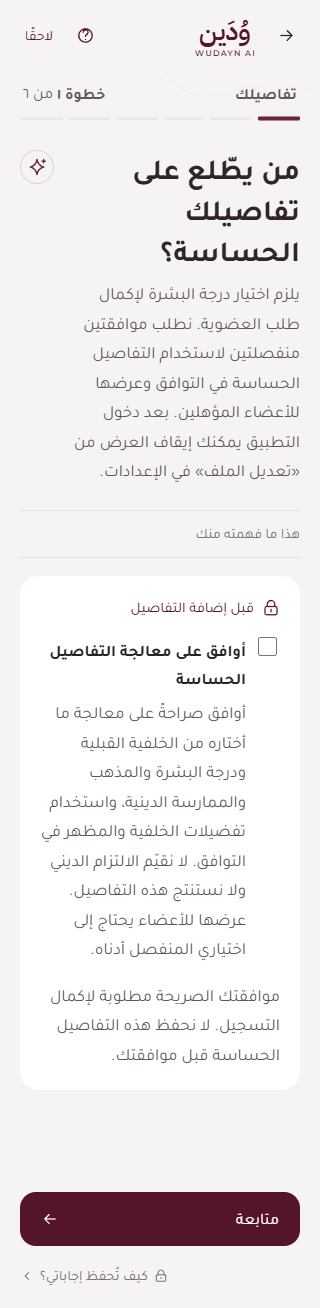 وُدَين
WUDAYN AI
لاحقًا
تفاصيلك
خطوة ١ من ٦
من يطّلع على
تفاصيلك
الحساسة؟
يلزم اختيار درجة البشرة لإكمال
طلب العضوية. نطلب موافقتين
منفصلتين لاستخدام التفاصيل
الحساسة في التوافق وعرضها
للأعضاء المؤهلين. بعد دخول
التطبيق يمكنك إيقاف العرض من
«تعديل الملف» في الإعدادات.
هذا ما فهمته منك
قبل إضافة التفاصيل
أوافق على معالجة التفاصيل
الحساسة
أوافق صراحةً على معالجة ما
أختاره من الخلفية القبلية
ودرجة البشرة والمذهب
والممارسة الدينية، واستخدام
تفضيلات الخلفية والمظهر في
التوافق. لا نقيّم الالتزام الديني
ولا نستنتج هذه التفاصيل.
عرضها للأعضاء يحتاج إلى
اختياري المنفصل أدناه.
موافقتك الصريحة مطلوبة لإكمال
التسجيل. لا نحفظ هذه التفاصيل
الحساسة قبل موافقتك.
متابعة
كيف تُحفظ إجاباتي؟